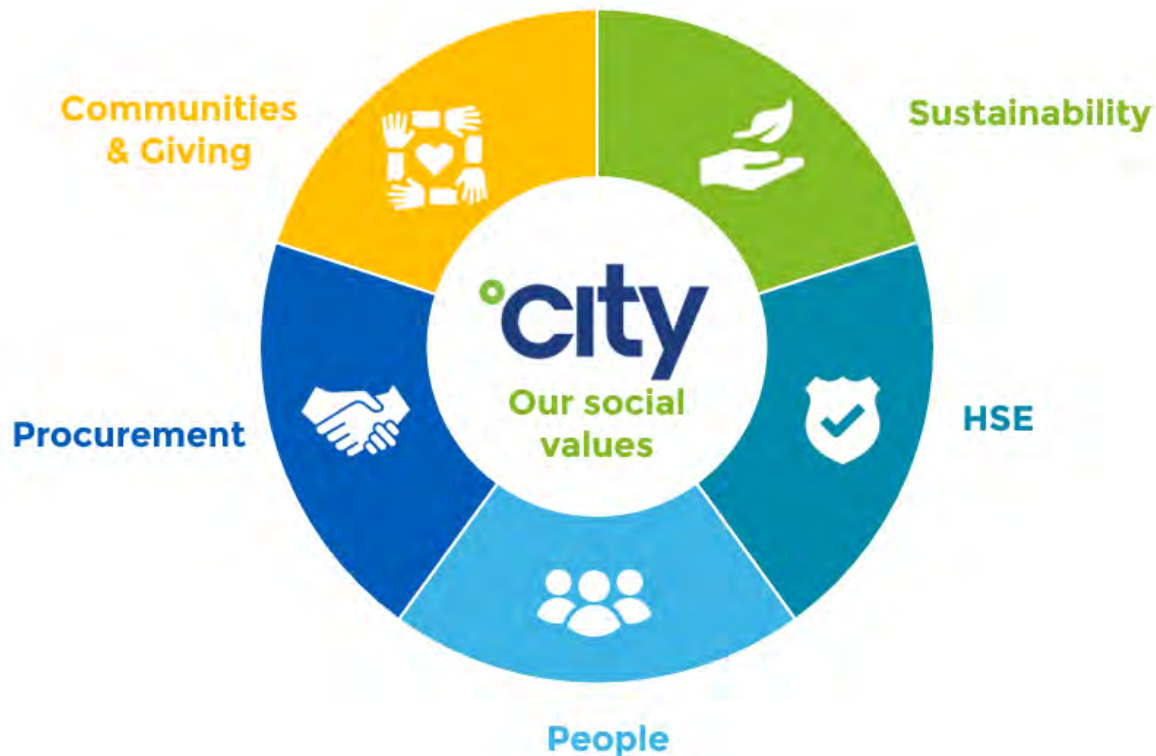 Communities
& Giving
Sustainability
°city
Our social
values
Procurement
HSE
People